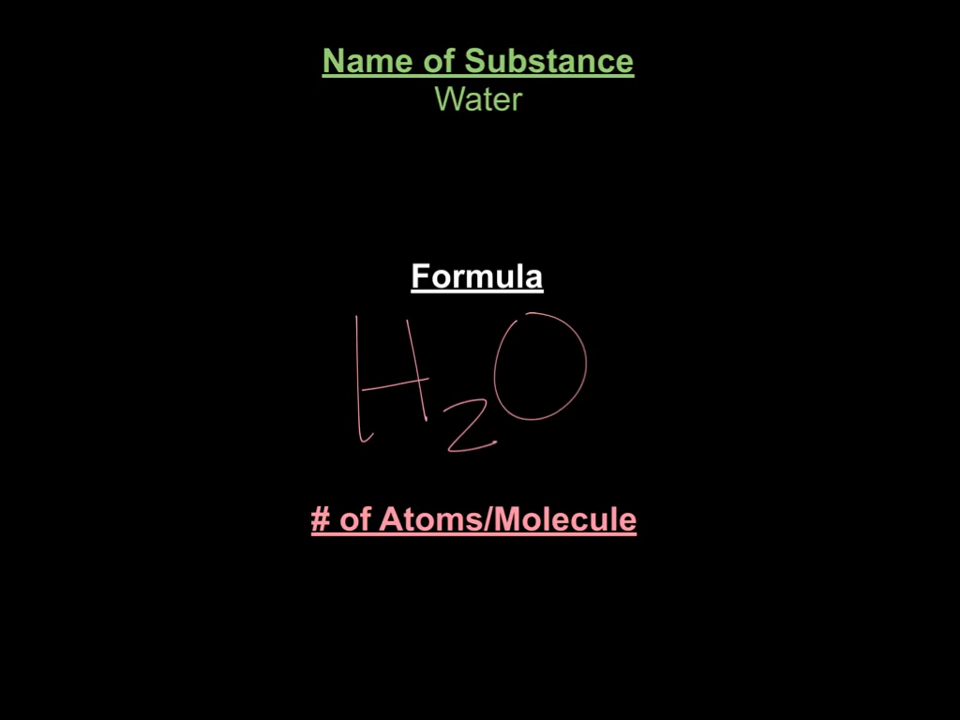 Name of Substance
Water
Formula
H₂O
# of Atoms/Molecule